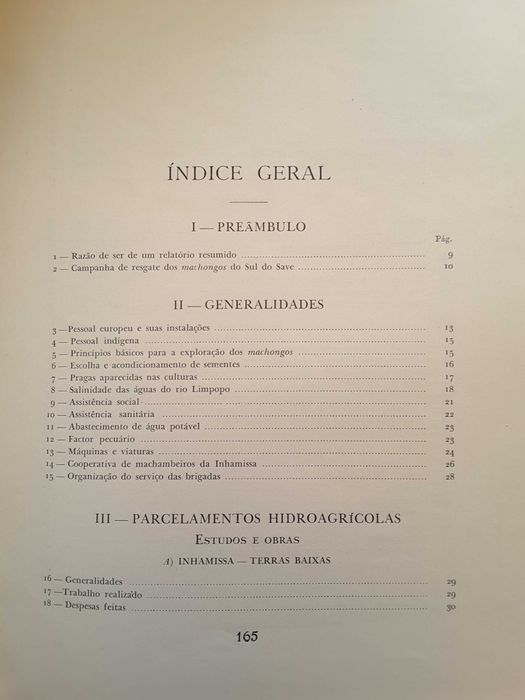 ÍNDICE GERAL
I — PREÂMBULO
Pág.
1 — Razão de ser de um relatório resumido 9
2 — Campanha de resgate dos machongos do Sul do Save 10
II — GENERALIDADES
3 — Pessoal europeu e suas instalações 13
4 — Pessoal indígena 15
5 — Princípios básicos para a exploração dos machongos 15
6 — Escolha e acondicionamento de sementes 16
7 — Pragas aparecidas nas culturas 17
8 — Salinidade das águas do rio Limpopo 18
9 — Assistência social 21
10 — Assistência sanitária 22
11 — Abastecimento de água potável 23
12 — Factor pecuário 23
13 — Máquinas e viaturas 24
14 — Cooperativa de machambeiros da Inhamissa 26
15 — Organização do serviço das brigadas 28
III — PARCELAMENTOS HIDROAGRÍCOLAS
ESTUDOS E OBRAS
A) INHAMISSA — TERRAS BAIXAS
16 — Generalidades 29
17 — Trabalho realizado 29
18 — Despesas feitas 30
165